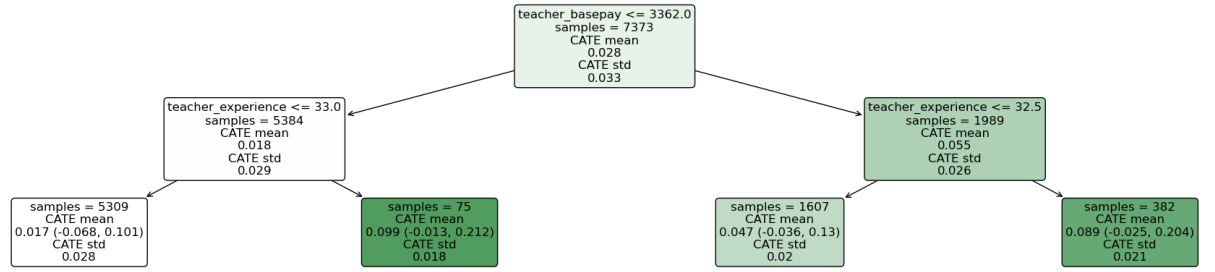 teacher_basepay <= 3362.0
samples = 7373
CATE mean
0.028
CATE std
0.033
teacher_experience <= 33.0
samples = 5384
CATE mean
0.018
CATE std
0.029
teacher_experience <= 32.5
samples = 1989
CATE mean
0.055
CATE std
0.026
samples = 5309
CATE mean
0.017 (-0.068, 0.101)
CATE std
0.028
samples = 75
CATE mean
0.099 (-0.013, 0.212)
CATE std
0.018
samples = 1607
CATE mean
0.047 (-0.036, 0.13)
CATE std
0.02
samples = 382
CATE mean
0.089 (-0.025, 0.204)
CATE std
0.021